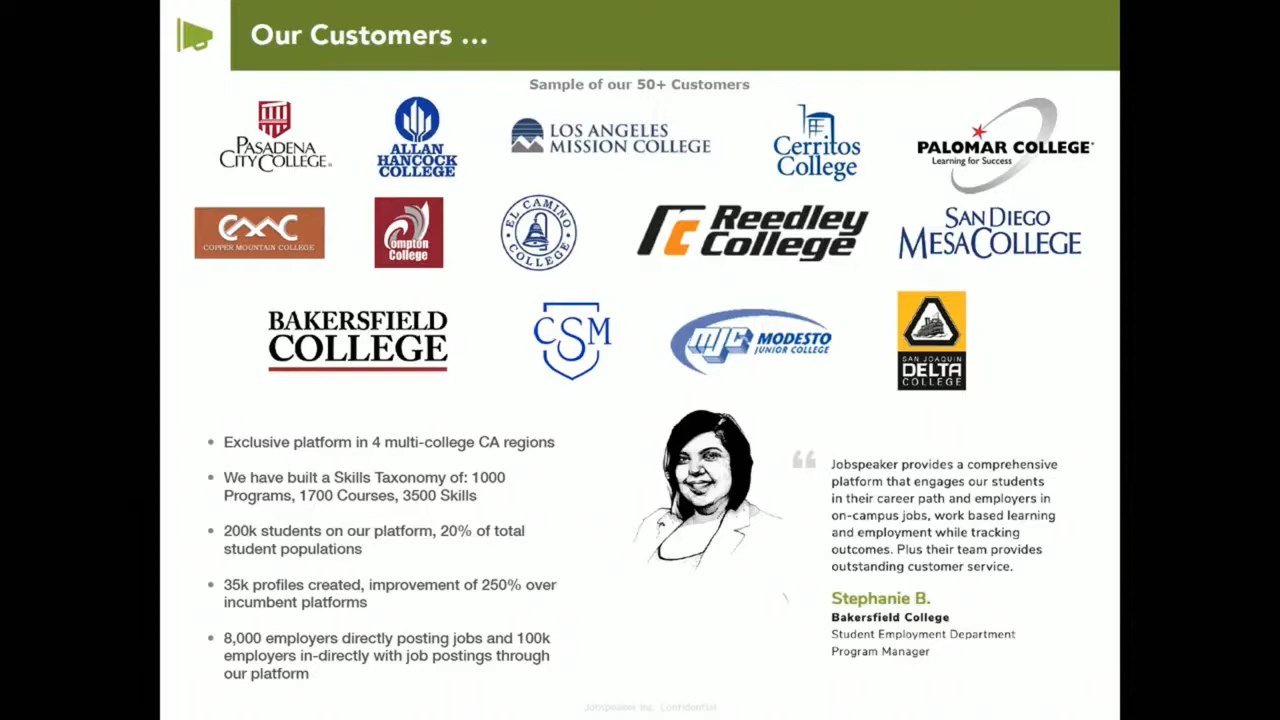 Our Customers ...
Sample of our 50+ Customers
PASADENA
CITY COLLEGE
ALLAN
HANCOCK
COLLEGE
LOS ANGELES
MISSION COLLEGE
Cerritos
College
PALOMAR COLLEGE
Learning for Success
CMC
COPPER MOUNTAIN COLLEGE
Compton
College
EL CAMINO
COLLEGE
RC
Reedley
College
SAN DIEGO
MESA COLLEGE
BAKERSFIELD
COLLEGE
CSM
MJC
MODESTO
JUNIOR COLLEGE
SAN JOAQUIN
DELTA
COLLEGE
• Exclusive platform in 4 multi-college CA regions
• We have built a Skills Taxonomy of: 1000
Programs, 1700 Courses, 3500 Skills
• 200k students on our platform, 20% of total
student populations
• 35k profiles created, improvement of 250% over
incumbent platforms
• 8,000 employers directly posting jobs and 100k
employers in-directly with job postings through
our platform
“
Jobspeaker provides a comprehensive
platform that engages our students
in their career path and employers in
on-campus jobs, work based learning
and employment while tracking
outcomes. Plus their team provides
outstanding customer service.
Stephanie B.
Bakersfield College
Student Employment Department
Program Manager
Jobspeaker Inc. Confidential